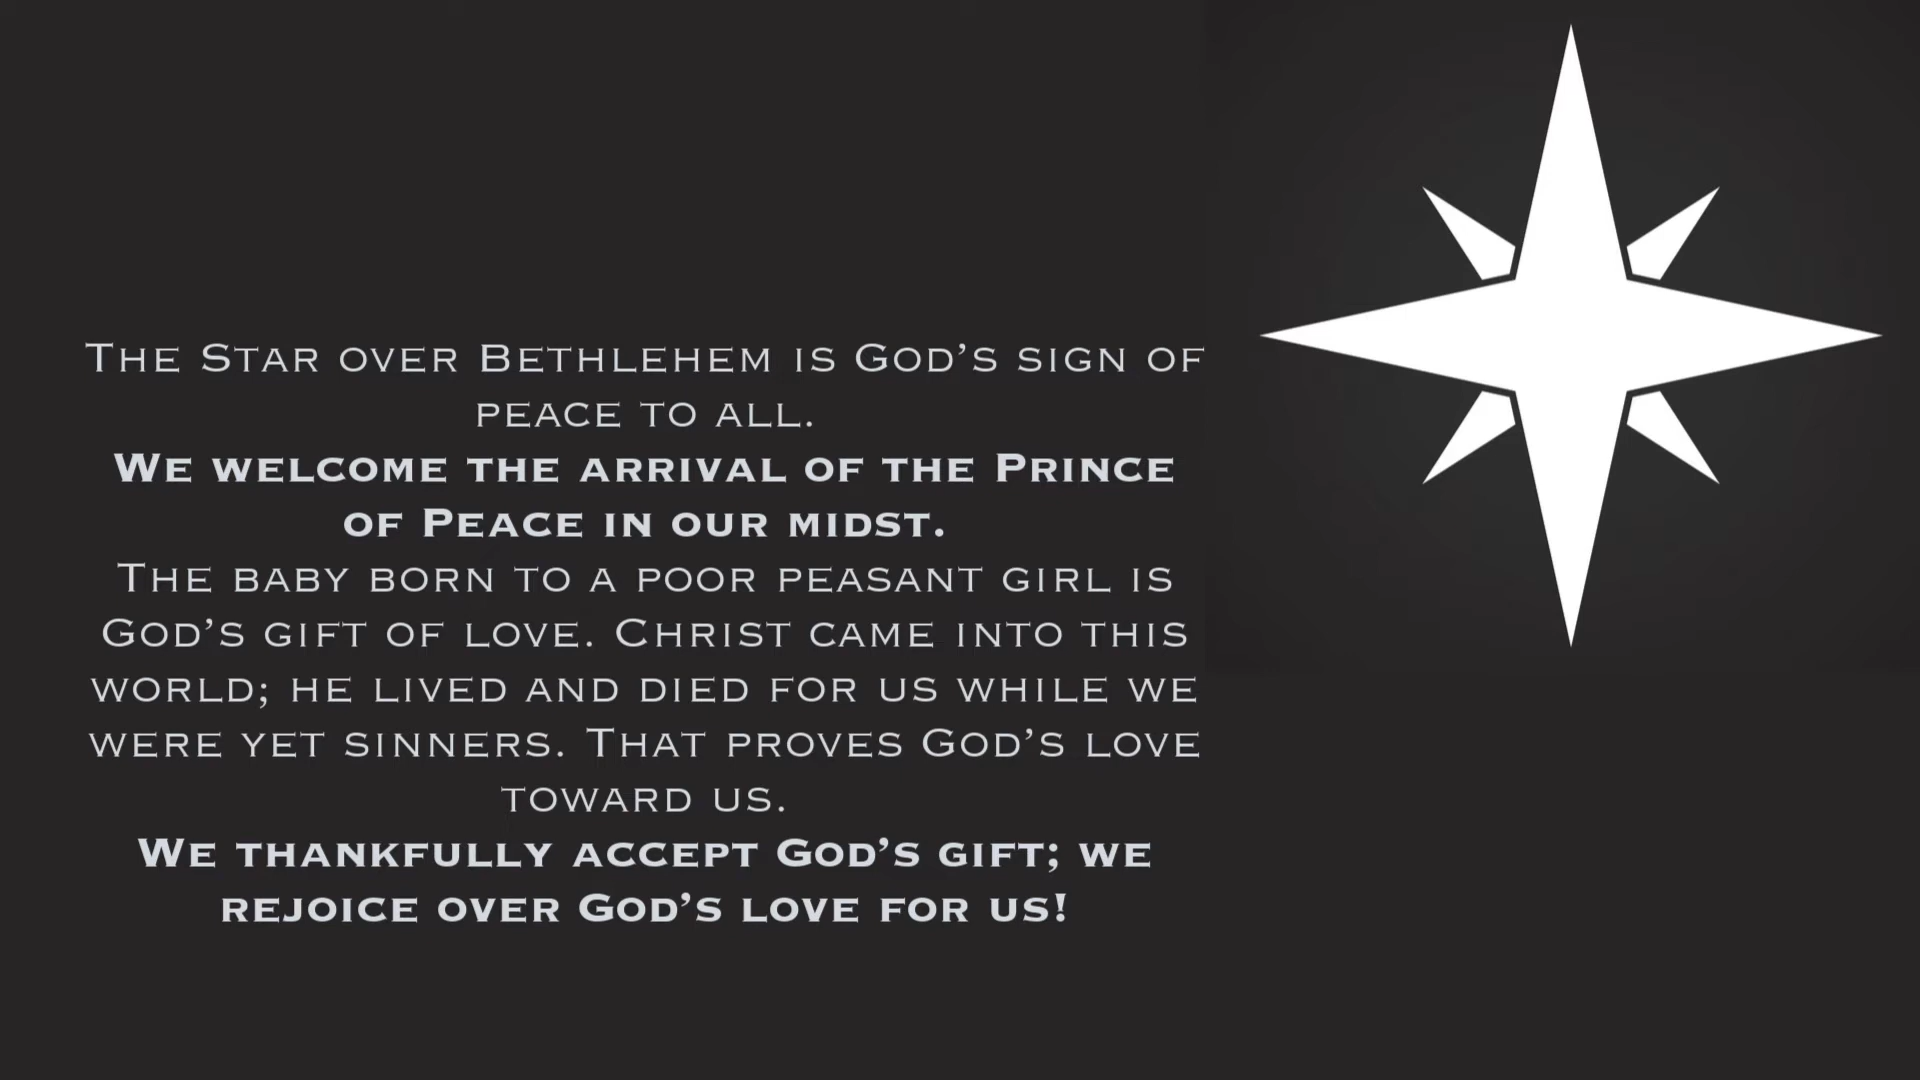 The Star over Bethlehem is God’s sign of
peace to all.
We welcome the arrival of the Prince
of Peace in our midst.
The baby born to a poor peasant girl is
God’s gift of love. Christ came into this
world; he lived and died for us while we
were yet sinners. That proves God’s love
toward us.
We thankfully accept God’s gift; we
rejoice over God’s love for us!